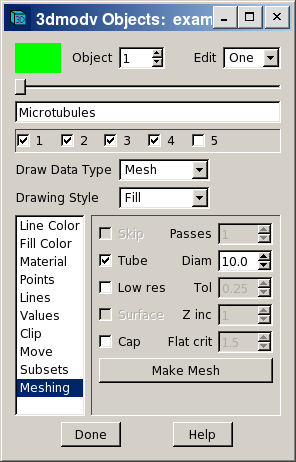 3dmodv Objects: exam
Object 1 Edit One
Microtubules
1 2 3 4 5
Draw Data Type Mesh
Drawing Style Fill
Line Color
Fill Color
Material
Points
Lines
Values
Clip
Move
Subsets
Meshing
Skip Passes 1
Tube Diam 10.0
Low res Tol 0.25
Surface Z inc 1
Cap Flat crit 1.5
Make Mesh
Done Help